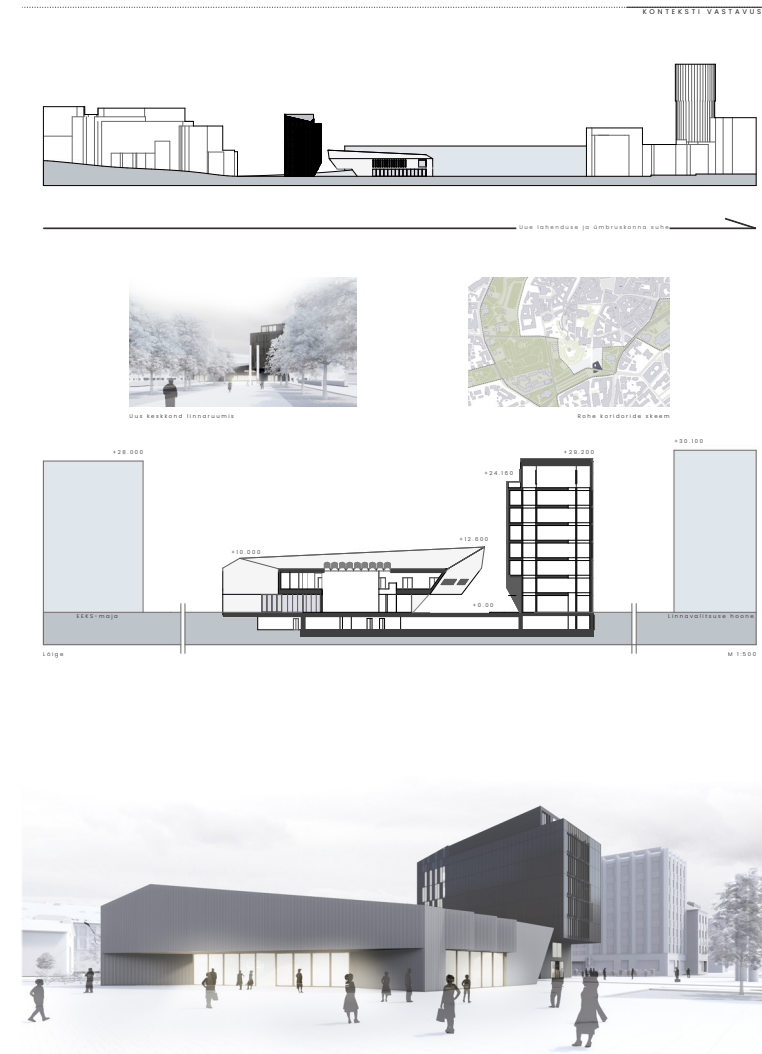 KONTEKSTI VASTAVUS
Uue lahenduse ja ümbruskonna suhe
Uus keskkond linnaruumis
Rohe koridoride skeem
+28.000
+30.100
+29.200
+24.160
+12.600
+10.000
+0.00
EEKS-maja
Linnavalitsuse hoone
Lõige
M 1:500